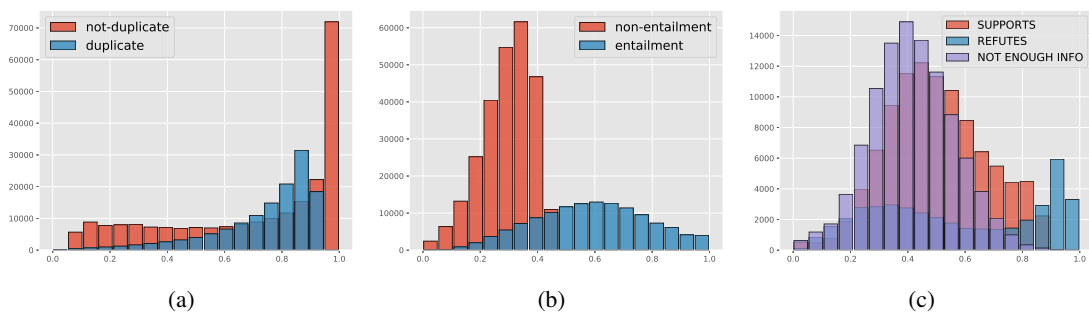 not-duplicate
duplicate
70000
60000
50000
40000
30000
20000
10000
0
0.0 0.2 0.4 0.6 0.8 1.0
(a)
non-entailment
entailment
60000
50000
40000
30000
20000
10000
0
0.0 0.2 0.4 0.6 0.8 1.0
(b)
SUPPORTS
REFUTES
NOT ENOUGH INFO
14000
12000
10000
8000
6000
4000
2000
0
0.0 0.2 0.4 0.6 0.8 1.0
(c)